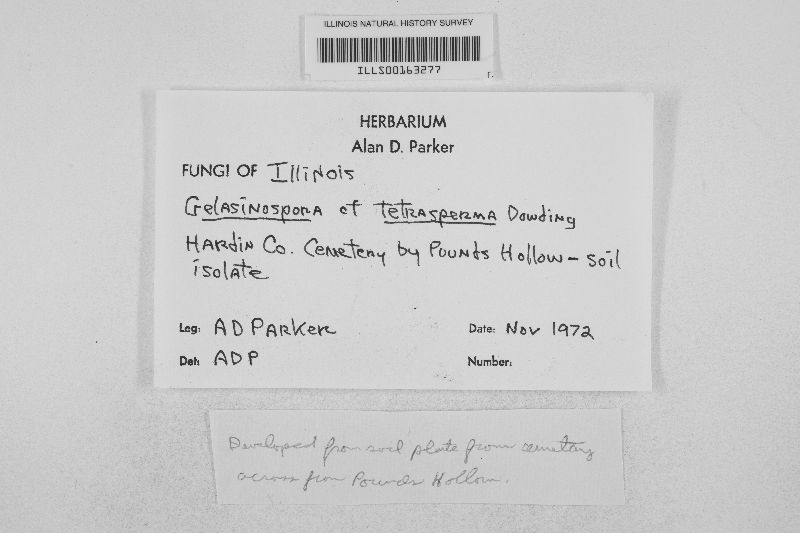 ILLINOIS NATURAL HISTORY SURVEY
ILLS00163277
HERBARIUM
Alan D. Parker
FUNGI OF Illinois
Gelasinospora cf tetrasperma Dowding
Hardin Co. Cemetery by Pounds Hollow - soil
isolate
Leg: A D Parker
Date: Nov 1972
Det: ADP
Number:
Developed from soil plate from cemetery
across from Pounds Hollow.